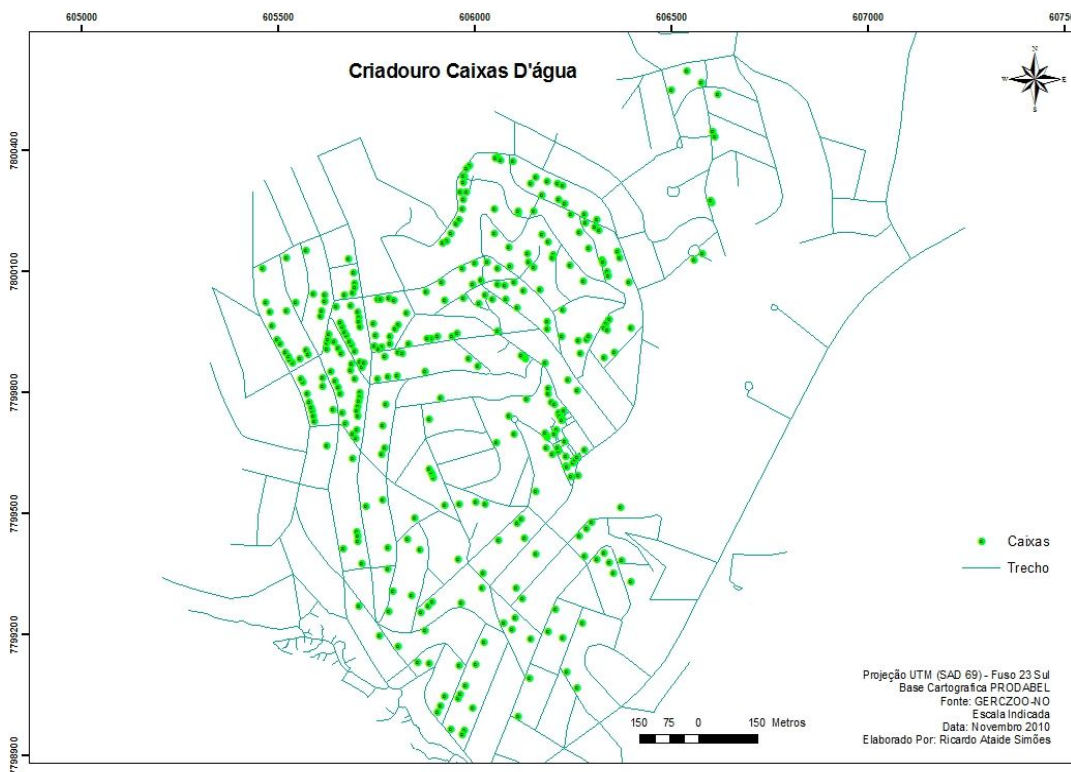 605000 605500 606000 606500 607000 60750
Criadouro Caixas D'água
N
W E
S
7800400
7800100
7799800
7799500
7799200
7798900
Caixas
Trecho
Projeção UTM (SAD 69) - Fuso 23 Sul
Base Cartografica PRODABEL
Fonte: GERCZOO-NO
Escala Indicada
Data: Novembro 2010
Elaborado Por: Ricardo Ataide Simões
150 75 0 150 Metros